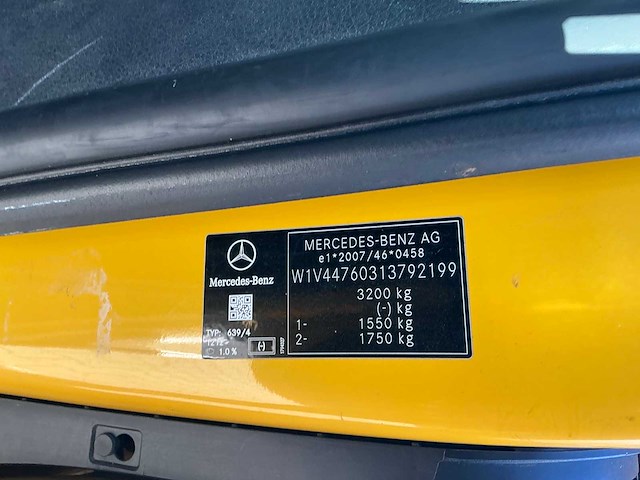 MERCEDES-BENZ AG
e1*2007/46*0458
W1V44760313792199
3200 kg
(-) kg
1- 1550 kg
2- 1750 kg
Mercedes-Benz
TYP: 639/4
1.0 %
(-)